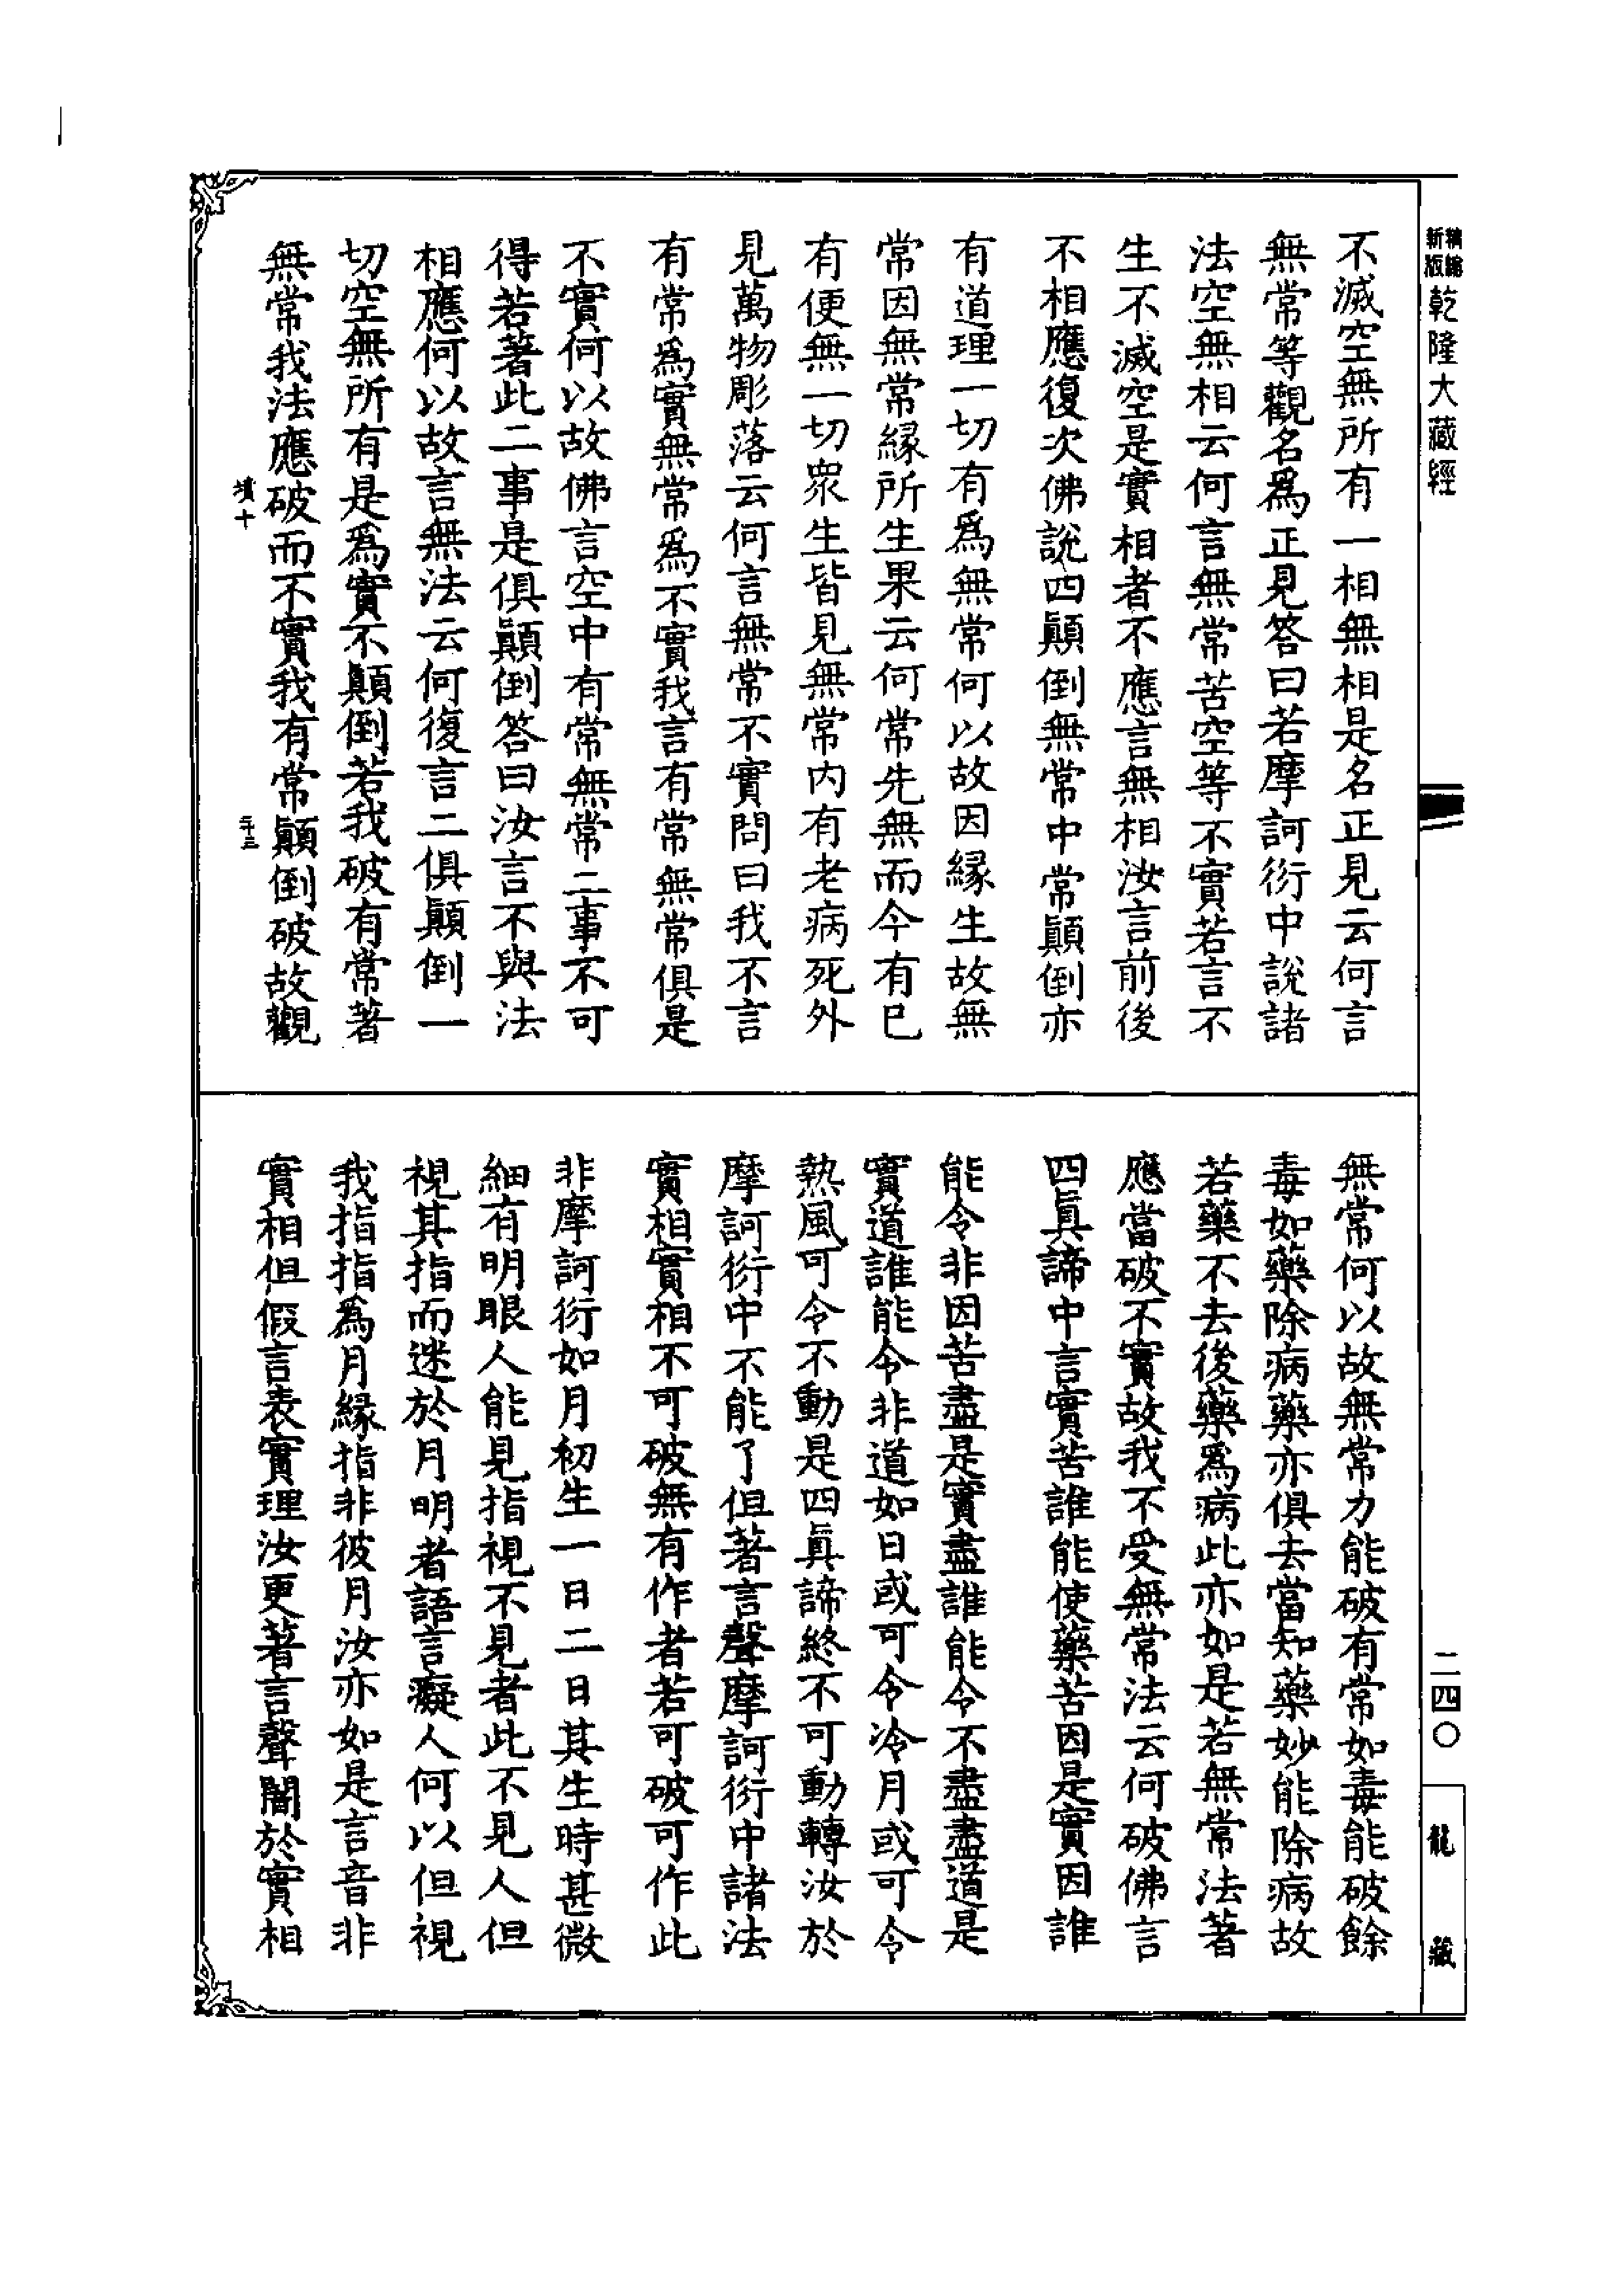 新版
精縮
乾隆大藏經
不滅空無所有一相無相是名正見云何言
無常等觀名爲正見答曰若摩訶衍中說諸
法空無相云何言無常苦空等不實若言不
生不滅空是實相者不應言無相汝言前後
不相應復次佛說四顛倒無常中常顛倒亦
有道理一切有爲無常何以故因緣生故無
常因無常緣所生果云何常先無而今有已
有便無一切眾生皆見無常內有老病死外
見萬物彫落云何言無常不實問曰我不言
有常爲實無常爲不實我言有常無常俱是
不實何以故佛言空中有常無常二事不可
得若著此二事是俱顛倒答曰汝言不與法
相應何以故言無法云何復言二俱顛倒一
切空無所有是爲實不顛倒若我破有常著
無常我法應破而不實我有常顛倒破故觀
二十三
無常何以故無常力能破有常如毒能破餘
毒如藥除病藥亦俱去當知藥妙能除病故
若藥不去後藥爲病此亦如是若無常法著
應當破不實故我不受無常法云何破佛言
四眞諦中言實苦誰能使藥苦因是實因誰
能令非因苦盡是實盡誰能令不盡盡道是
實道誰能令非道如日或可令冷月或可令
熱風可令不動是四眞諦終不可動轉汝於
摩訶衍中不能了但著言聲摩訶衍中諸法
實相實相不可破無有作者若可破可作此
非摩訶衍如月初生一日二日其生時甚微
細有明眼人能見指視不見者此不見人但
視其指而迷於月明者語言癡人何以但視
我指指爲月緣指非彼月汝亦如是言音非
實相但假言表實理汝更著言聲闇於實相
二四〇
龍藏